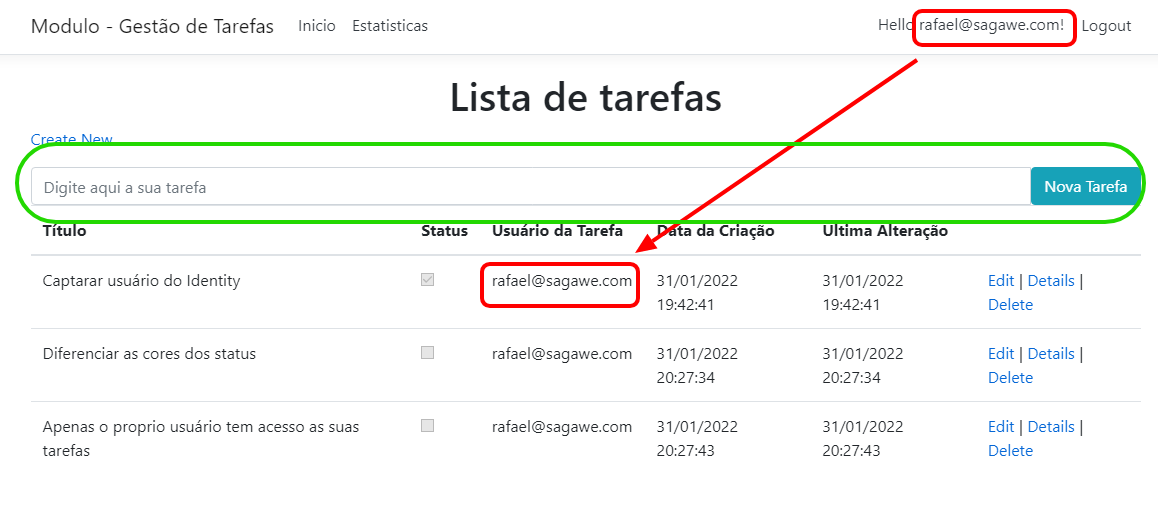 Modulo - Gestão de Tarefas Inicio Estatisticas Hello rafael@sagawe.com! Logout
Lista de tarefas
Create New
Digite aqui a sua tarefa Nova Tarefa
Título Status Usuário da Tarefa Data da Criação Ultima Alteração
Captarar usuário do Identity rafael@sagawe.com 31/01/2022 31/01/2022 Edit | Details |
19:42:41 19:42:41 Delete
Diferenciar as cores dos status rafael@sagawe.com 31/01/2022 31/01/2022 Edit | Details |
20:27:34 20:27:34 Delete
Apenas o proprio usuário tem acesso as suas rafael@sagawe.com 31/01/2022 31/01/2022 Edit | Details |
tarefas 20:27:43 20:27:43 Delete